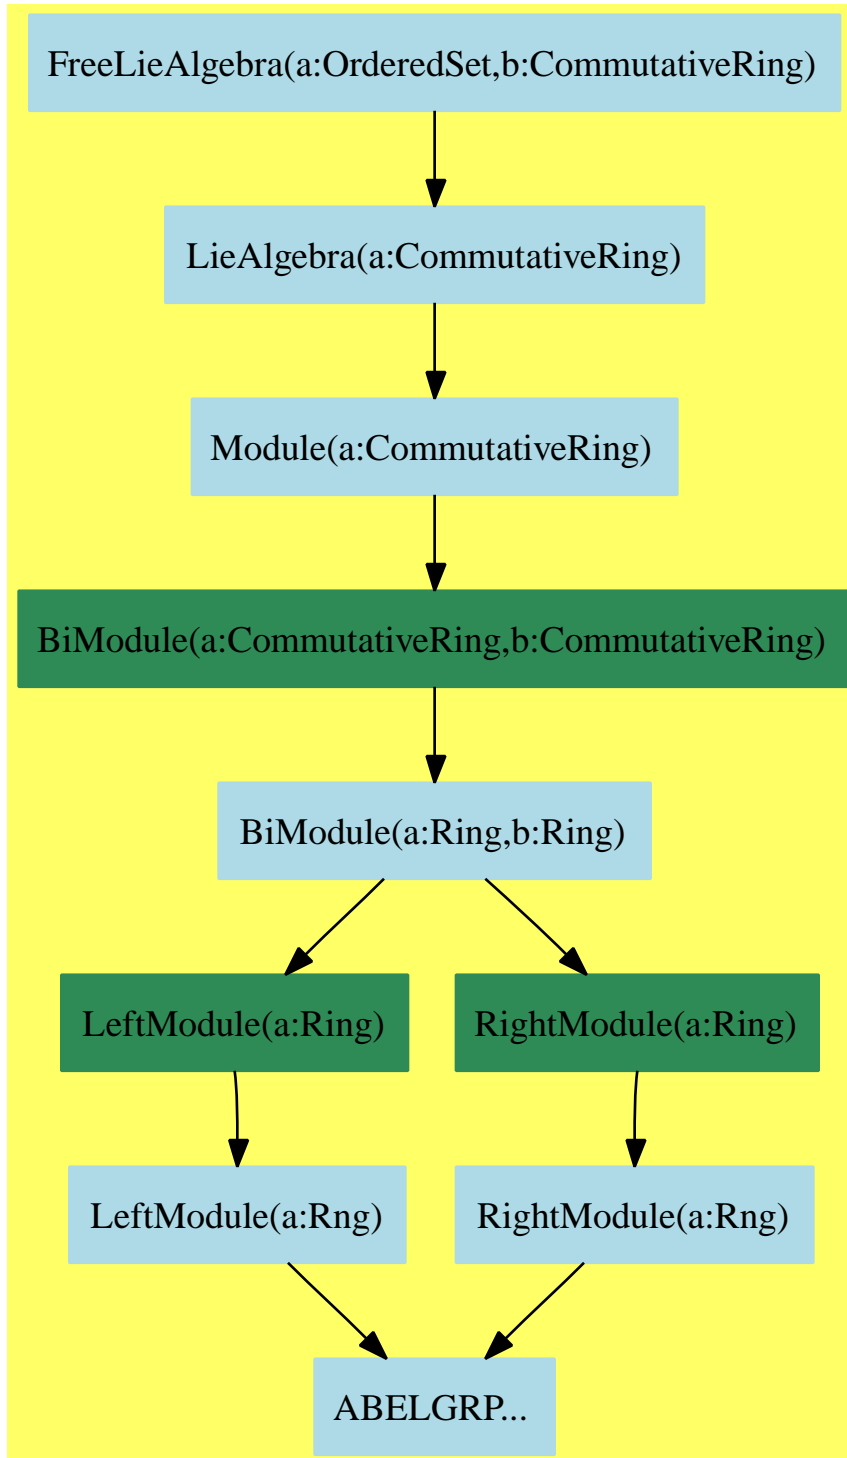 FreeLieAlgebra(a:OrderedSet,b:CommutativeRing)
LieAlgebra(a:CommutativeRing)
Module(a:CommutativeRing)
BiModule(a:CommutativeRing,b:CommutativeRing)
BiModule(a:Ring,b:Ring)
LeftModule(a:Ring)
RightModule(a:Ring)
LeftModule(a:Rng)
RightModule(a:Rng)
ABELGRP...